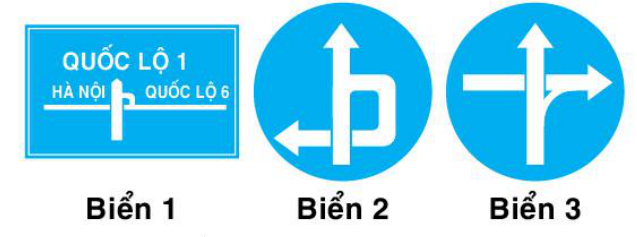 QUỐC LỘ 1
HÀ NỘI QUỐC LỘ 6
Biển 1 Biển 2 Biển 3